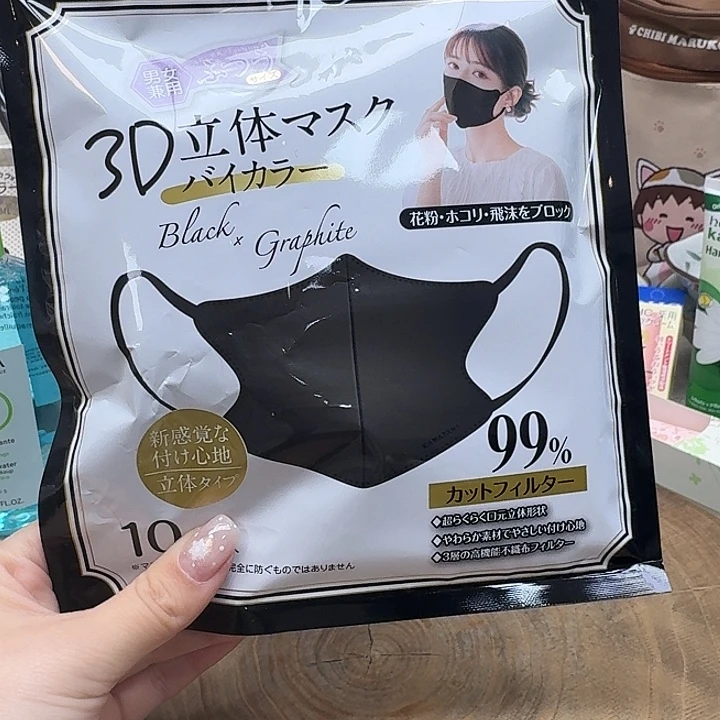 CHIBI MARUKO
男女
兼用
ふつう
サイズ
3D立体マスク
バイカラー
Black × Graphite
花粉・ホコリ・飛沫をブロック
新感覚な
付け心地
立体タイプ
99%
カットフィルター
◆超らくらく口元立体形状
◆やわらか素材でやさしい付け心地
◆3層の高機能不織布フィルター
10
完全に防ぐものではありません